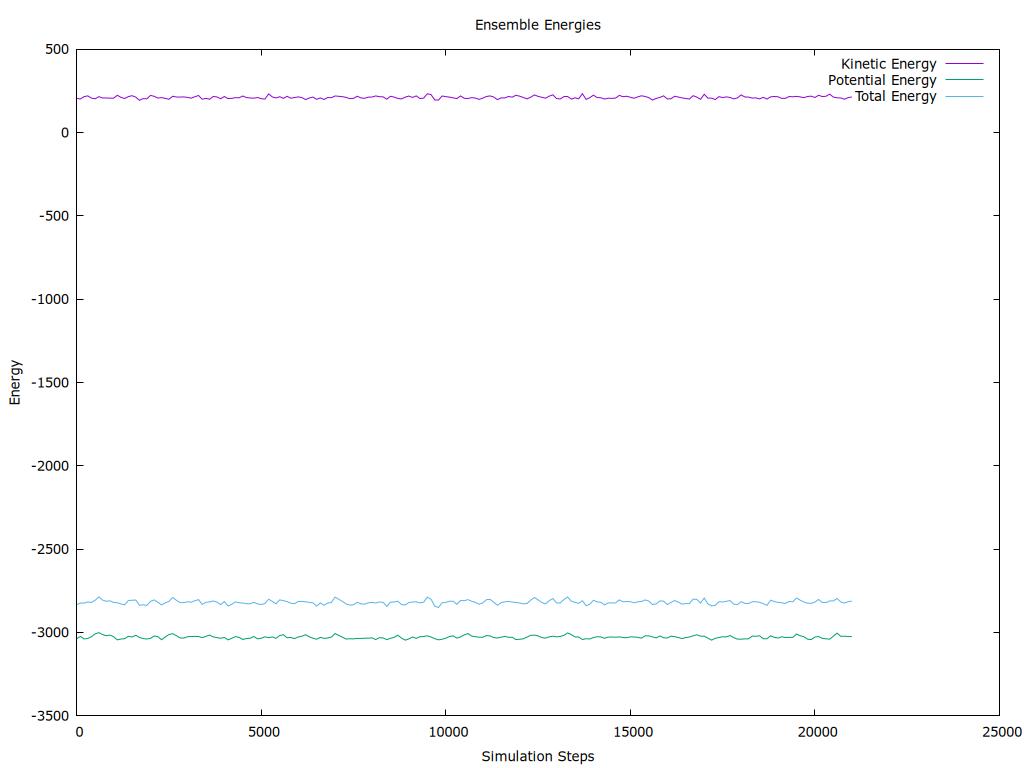 Ensemble Energies
500
0
-500
-1000
-1500
-2000
-2500
-3000
-3500
Energy
Kinetic Energy
Potential Energy
Total Energy
0 5000 10000 15000 20000 25000
Simulation Steps